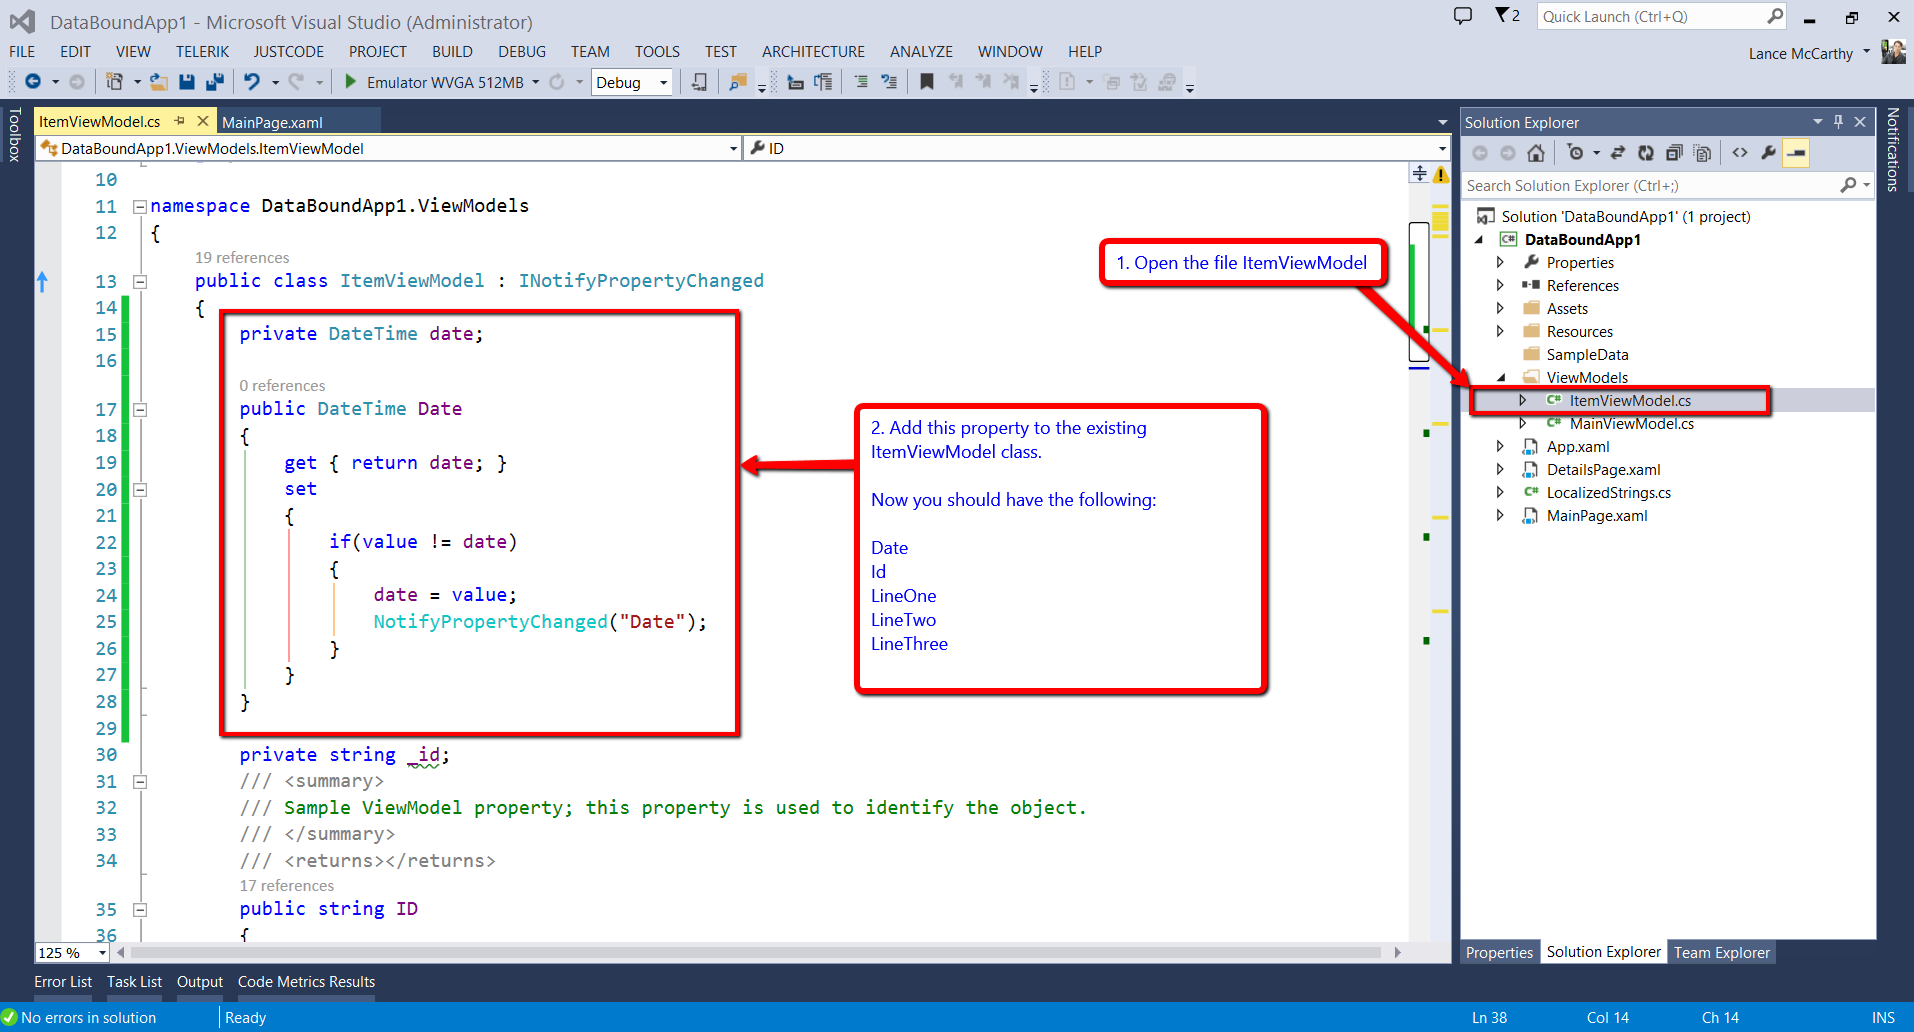 DataBoundApp1 - Microsoft Visual Studio (Administrator)
2
Quick Launch (Ctrl+Q)
FILE EDIT VIEW TELERIK JUSTCODE PROJECT BUILD DEBUG TEAM TOOLS TEST ARCHITECTURE ANALYZE WINDOW HELP
Lance McCarthy
Emulator WVGA 512MB
Debug
Toolbox
ItemViewModel.cs
MainPage.xaml
DataBoundApp1.ViewModels.ItemViewModel
ID
10
11 namespace DataBoundApp1.ViewModels
12 {
19 references
13 public class ItemViewModel : INotifyPropertyChanged
14 {
15 private DateTime date;
16
0 references
17 public DateTime Date
18 {
19 get { return date; }
20 set
21 {
22 if(value != date)
23 {
24 date = value;
25 NotifyPropertyChanged("Date");
26 }
27 }
28 }
29
30 private string _id;
31 /// <summary>
32 /// Sample ViewModel property; this property is used to identify the object.
33 /// </summary>
34 /// <returns></returns>
17 references
35 public string ID
36 {
125 %
1. Open the file ItemViewModel
2. Add this property to the existing
ItemViewModel class.
Now you should have the following:
Date
Id
LineOne
LineTwo
LineThree
Solution Explorer
Search Solution Explorer (Ctrl+;)
Solution 'DataBoundApp1' (1 project)
C# DataBoundApp1
Properties
References
Assets
Resources
SampleData
ViewModels
C# ItemViewModel.cs
C# MainViewModel.cs
App.xaml
DetailsPage.xaml
C# LocalizedStrings.cs
MainPage.xaml
Properties Solution Explorer Team Explorer
Notifications
Error List Task List Output Code Metrics Results
No errors in solution
Ready
Ln 38 Col 14 Ch 14 INS